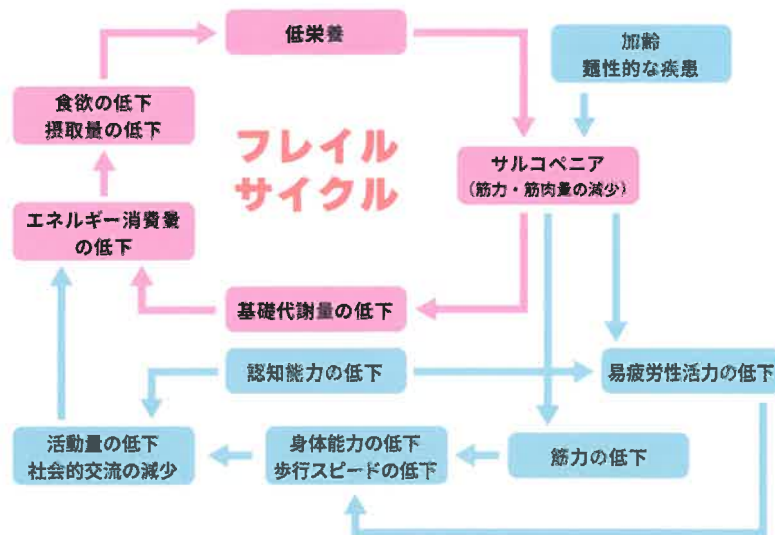 低栄養
加齢
慢性的な疾患
食欲の低下
摂取量の低下
フレイル
サイクル
サルコペニア
(筋力・筋肉量の減少)
エネルギー消費量
の低下
基礎代謝量の低下
認知能力の低下
易疲労性活力の低下
活動量の低下
社会的交流の減少
身体能力の低下
歩行スピードの低下
筋力の低下